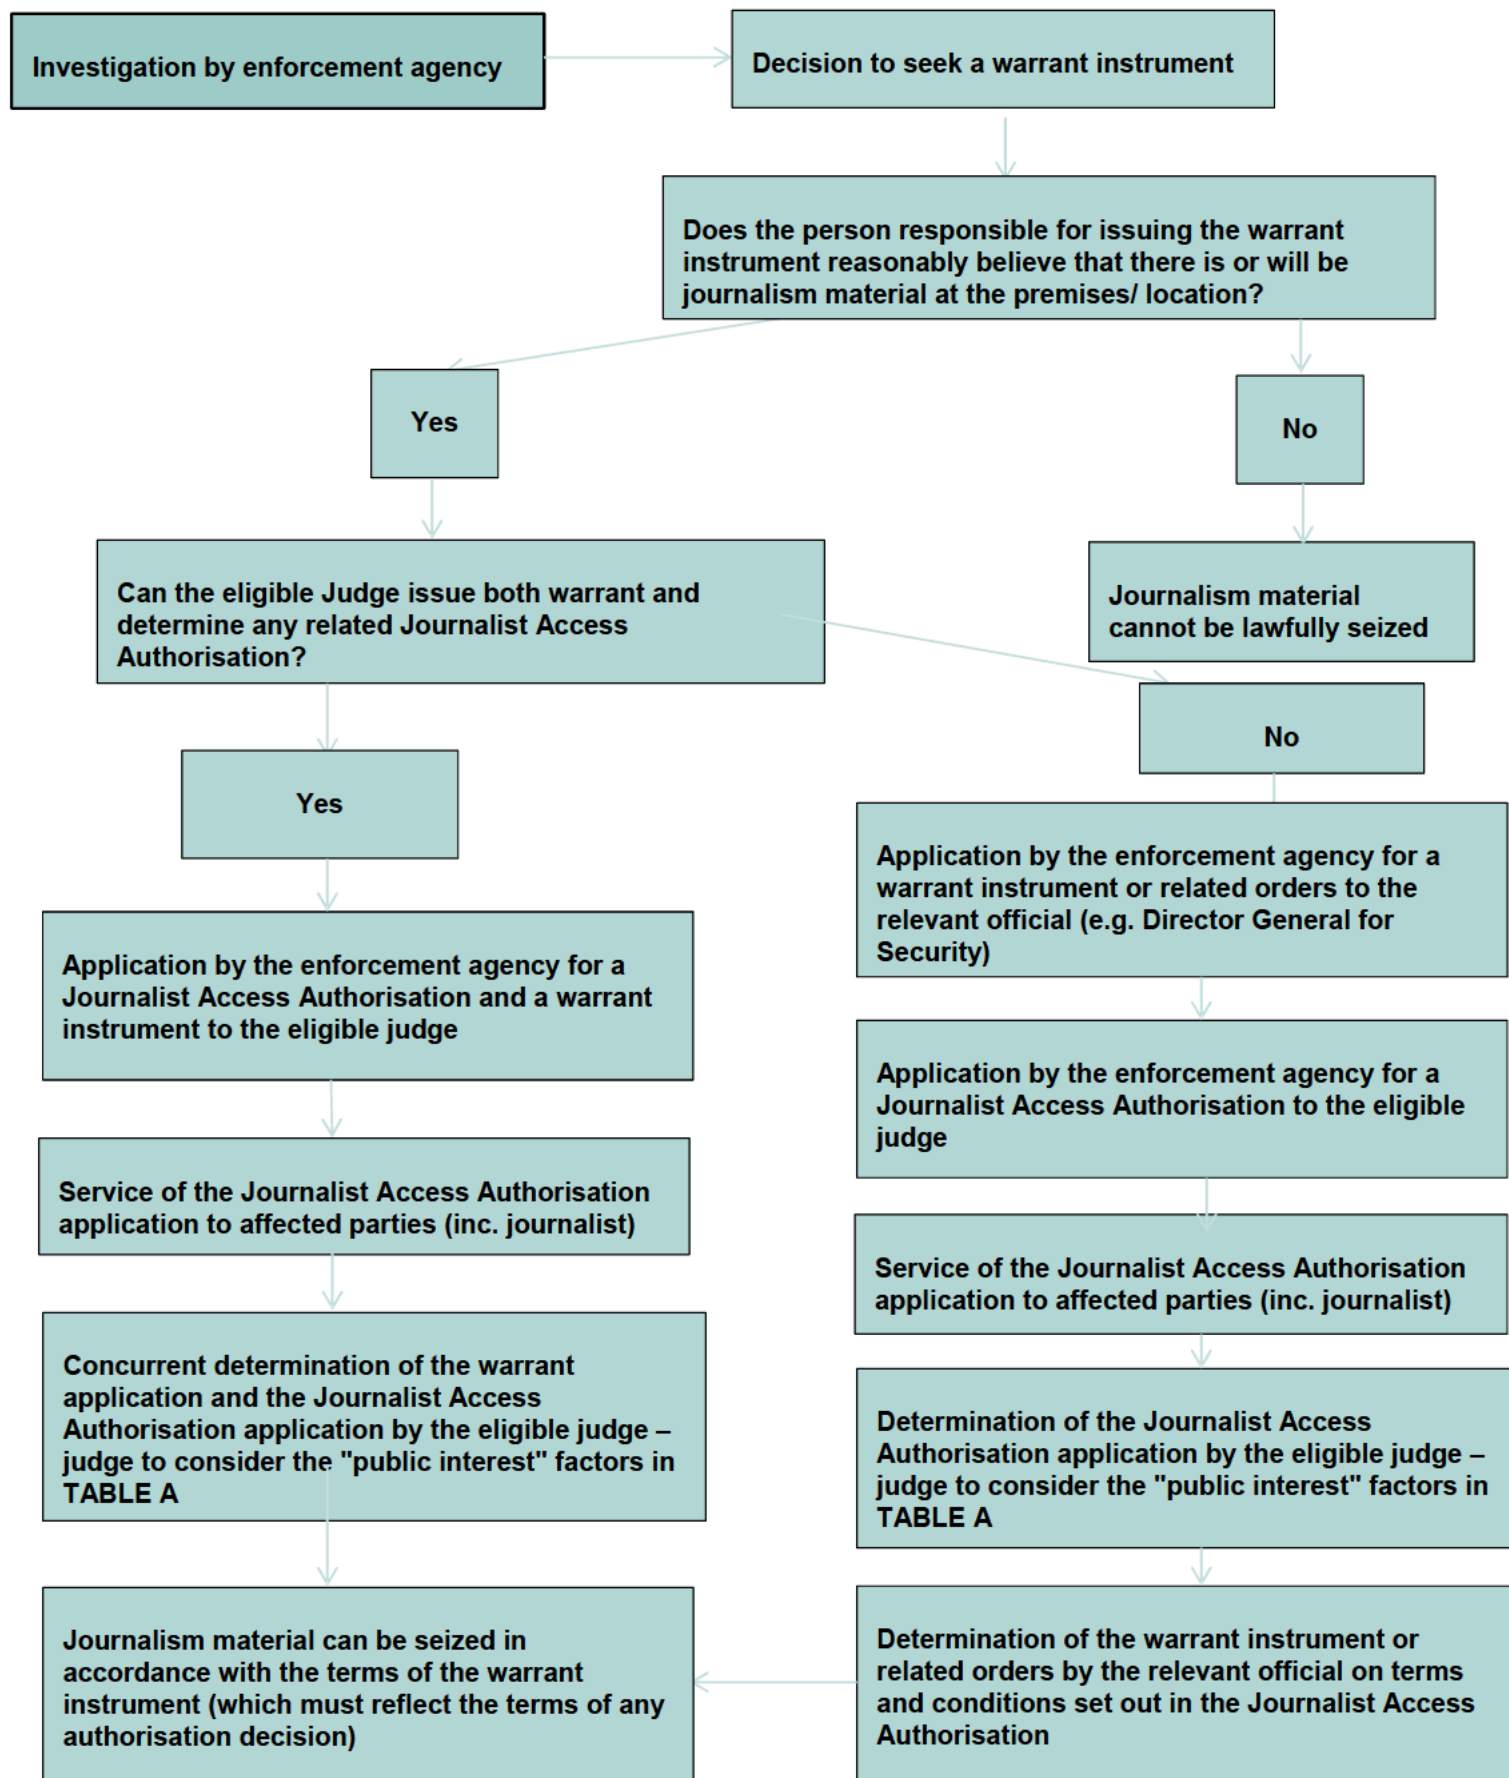 Investigation by enforcement agency
Decision to seek a warrant instrument
Does the person responsible for issuing the warrant
instrument reasonably believe that there is or will be
journalism material at the premises/ location?
Yes
No
Can the eligible Judge issue both warrant and
determine any related Journalist Access
Authorisation?
Journalism material
cannot be lawfully seized
Yes
No
Application by the enforcement agency for a
Journalist Access Authorisation and a warrant
instrument to the eligible judge
Service of the Journalist Access Authorisation
application to affected parties (inc. journalist)
Concurrent determination of the warrant
application and the Journalist Access
Authorisation application by the eligible judge –
judge to consider the "public interest" factors in
TABLE A
Journalism material can be seized in
accordance with the terms of the warrant
instrument (which must reflect the terms of any
authorisation decision)
Application by the enforcement agency for a
warrant instrument or related orders to the
relevant official (e.g. Director General for
Security)
Application by the enforcement agency for a
Journalist Access Authorisation to the eligible
judge
Service of the Journalist Access Authorisation
application to affected parties (inc. journalist)
Determination of the Journalist Access
Authorisation application by the eligible judge –
judge to consider the "public interest" factors in
TABLE A
Determination of the warrant instrument or
related orders by the relevant official on terms
and conditions set out in the Journalist Access
Authorisation